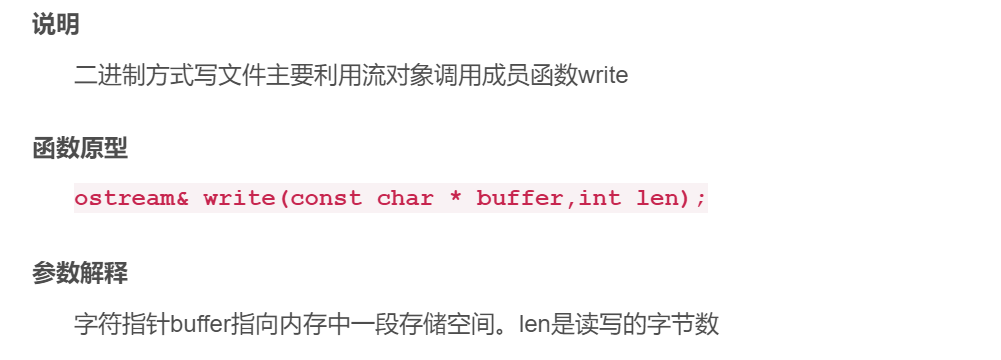 说明
二进制方式写文件主要利用流对象调用成员函数write
函数原型
ostream& write(const char * buffer,int len);
参数解释
字符指针buffer指向内存中一段存储空间。len是读写的字节数